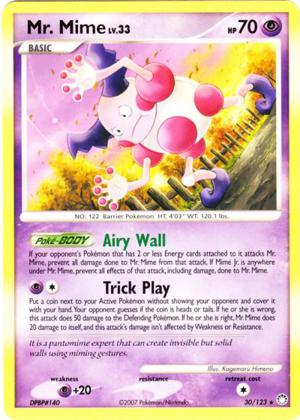 Mr. Mime LV.33
HP 70
BASIC
NO. 122 Barrier Pokémon HT: 4'03" WT: 120.1 lbs.
Poké-BODY Airy Wall
If your opponent's Pokémon that has 2 or less Energy cards attached to it attacks Mr.
Mime, prevent all damage done to Mr. Mime from that attack. If Mime Jr. is anywhere
under Mr. Mime, prevent all effects of that attack, including damage, done to Mr. Mime.
Trick Play
Put a coin next to your Active Pokémon without showing your opponent and cover it
with your hand. Your opponent guesses if the coin is heads or tails. If he or she is wrong,
this attack does 50 damage to the Defending Pokémon. If he or she is right, Mr. Mime does
20 damage to itself, and this attack's damage isn't affected by Weakness or Resistance.
It is a pantomime expert that can create invisible but solid
walls using miming gestures.
Illus. Kagemaru Himeno
weakness
resistance
retreat cost
+20
DPBP#140
©2007 Pokémon/Nintendo.
30/123